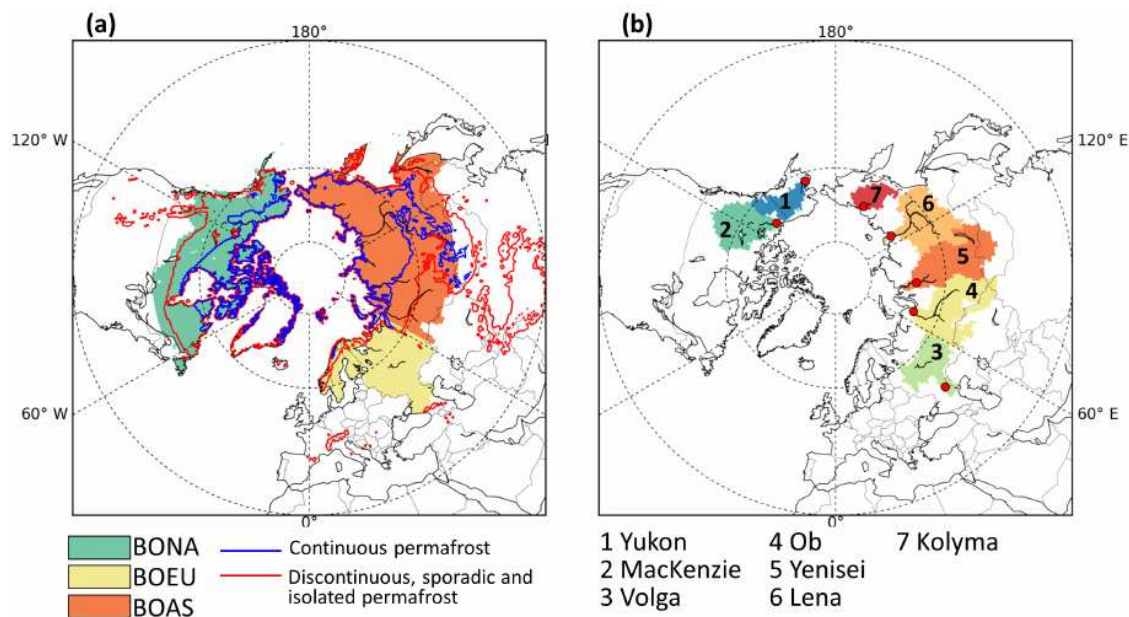 (a)
180°
120° W
60° W
0°
BONA
BOEU
BOAS
Continuous permafrost
Discontinuous, sporadic and
isolated permafrost
(b)
180°
120° E
60° E
0°
1
2
7
6
5
4
3
1 Yukon
2 MacKenzie
3 Volga
4 Ob
5 Yenisei
6 Lena
7 Kolyma